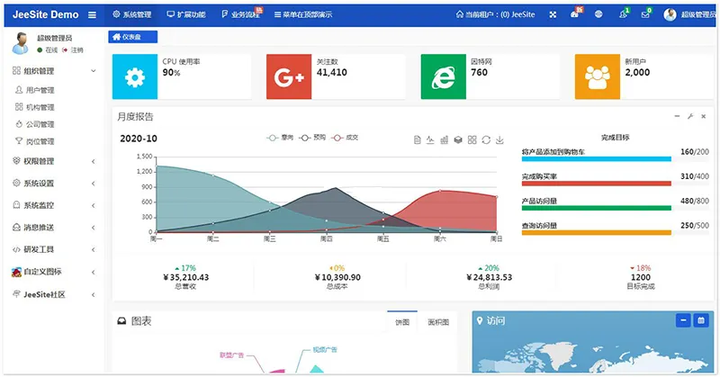 JeeSite Demo
系统管理
扩展功能
业务流程
菜单在顶部演示
当前租户：(0) JeeSite
超级管理员
超级管理员
在线 注销
仪表盘
组织管理
用户管理
机构管理
公司管理
岗位管理
权限管理
系统设置
系统监控
消息推送
研发工具
自定义图标
JeeSite社区
CPU 使用率
90%
G+
关注数
41,410
因特网
760
新用户
2,000
月度报告
2020-10
意向 预购 成交
1,500
1,200
900
600
300
0
周一 周二 周三 周四 周五 周六 周日
完成目标
将产品添加到购物车 160/200
完成购买率 310/400
产品访问量 480/800
查询访问量 250/500
17%
￥35,210.43
总营收
0%
￥10,390.90
总成本
20%
￥24,813.53
总利润
18%
1200
目标完成
图表
饼图 面积图
联盟广告
视频广告
访问